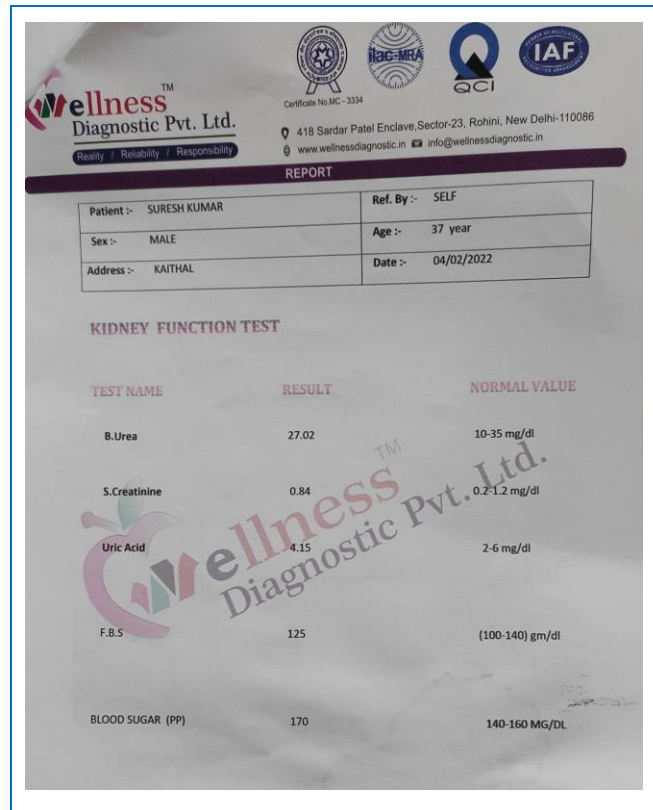 ilac-MRA
QCI
IAF
Certificate No.MC - 3334
Wellness™
Diagnostic Pvt. Ltd.
Reality / Reliability / Responsibility
418 Sardar Patel Enclave,Sector-23, Rohini, New Delhi-110086
www.wellnessdiagnostic.in info@wellnessdiagnostic.in
REPORT
Patient :- SURESH KUMAR Ref. By :- SELF
Sex :- MALE Age :- 37 year
Address :- KAITHAL Date :- 04/02/2022
KIDNEY FUNCTION TEST
TEST NAME RESULT NORMAL VALUE
B.Urea 27.02 10-35 mg/dl
S.Creatinine 0.84 0.2-1.2 mg/dl
Uric Acid 4.15 2-6 mg/dl
Wellness™
Diagnostic Pvt. Ltd.
F.B.S 125 (100-140) gm/dl
BLOOD SUGAR (PP) 170 140-160 MG/DL